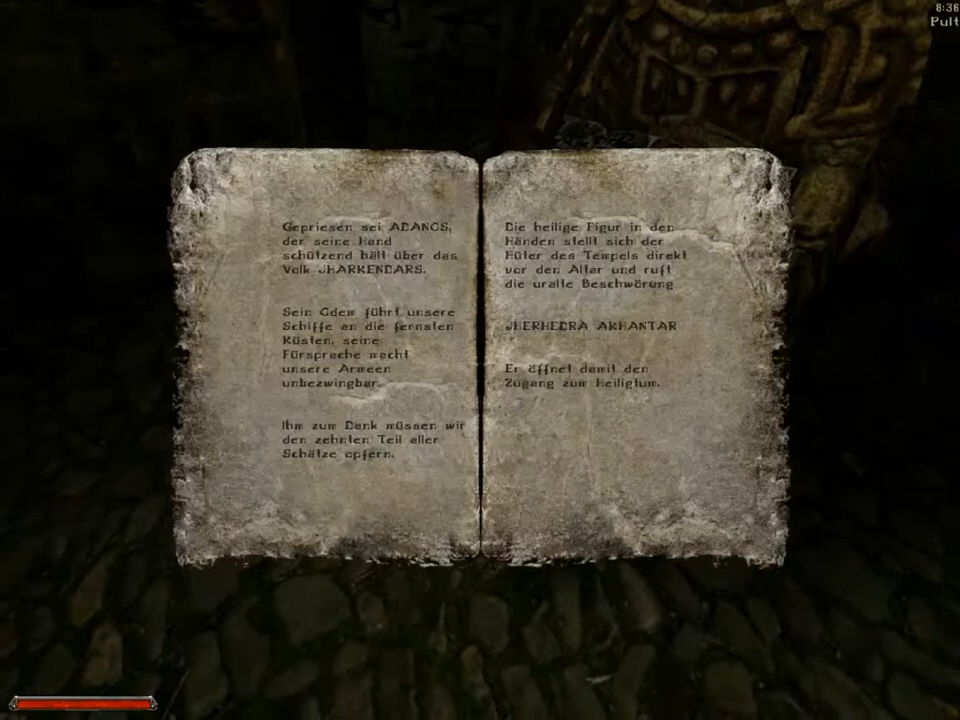 8:36
Pult
Gepriesen sei ADANOS,
der seine Hand
schützend hält über das
Volk JHARKENDARS.
Sein Odem führt unsere
Schiffe an die fernsten
Küsten, seine
Fürsprache macht
unsere Armeen
unbezwingbar.
Ihm zum Dank müssen wir
den zehnten Teil aller
Schätze opfern.
Die heilige Figur in den
Händen stellt sich der
Hüter des Tempels direkt
vor den Altar und ruft
die uralte Beschwörung
JHERHEDRA AKHANTAR
Er öffnet damit den
Zugang zum Heiligtum.